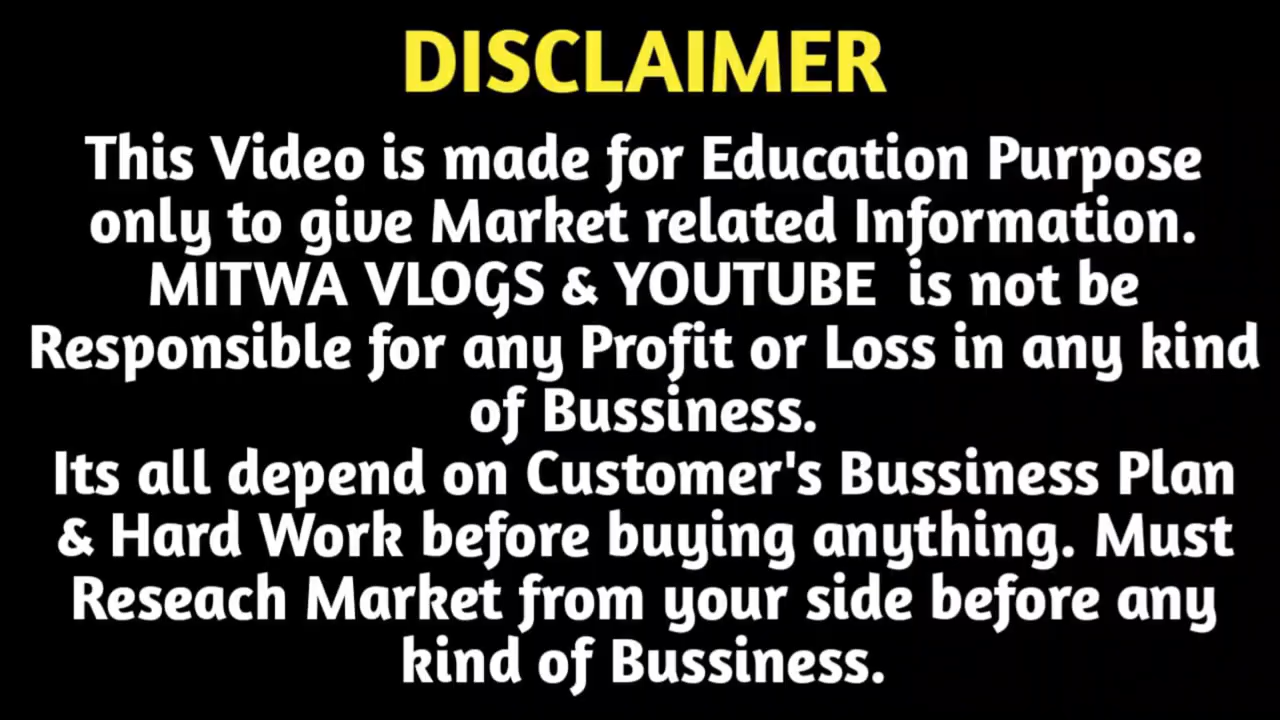 DISCLAIMER
This Video is made for Education Purpose
only to give Market related Information.
MITWA VLOGS & YOUTUBE is not be
Responsible for any Profit or Loss in any kind
of Bussiness.
Its all depend on Customer's Bussiness Plan
& Hard Work before buying anything. Must
Reseach Market from your side before any
kind of Bussiness.